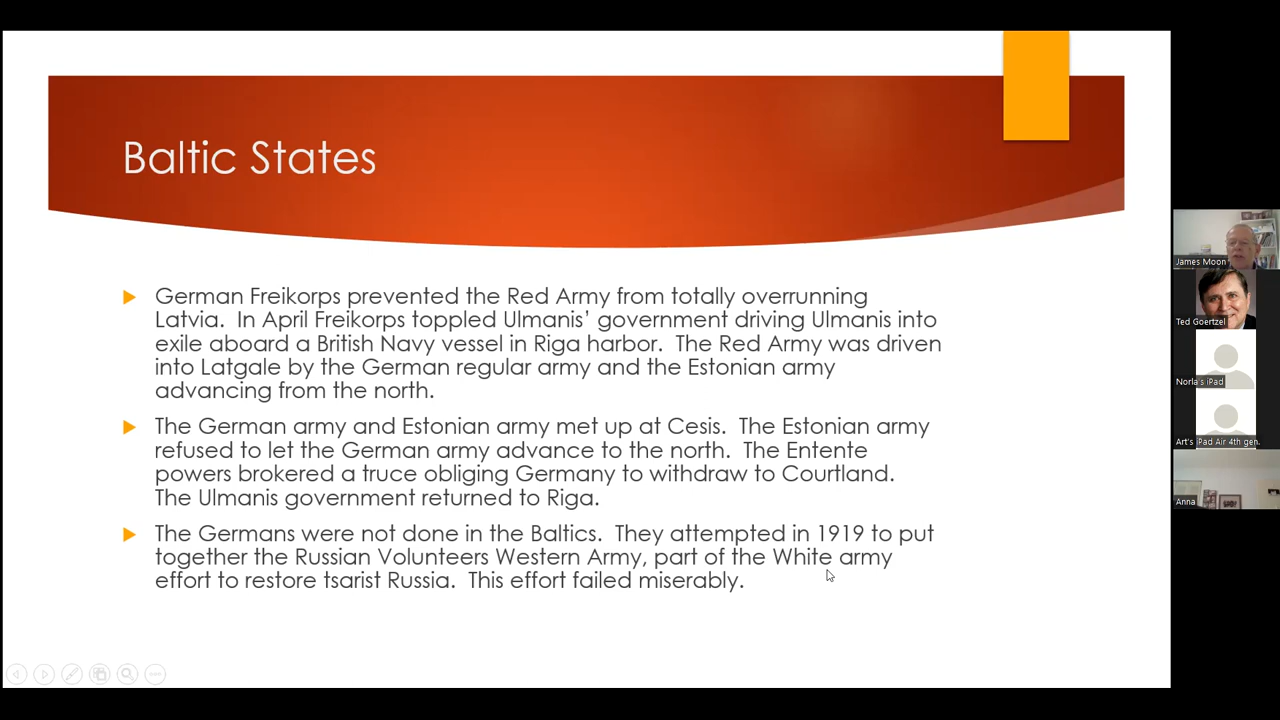 Baltic States
German Freikorps prevented the Red Army from totally overrunning
Latvia. In April Freikorps toppled Ulmanis’ government driving Ulmanis into
exile aboard a British Navy vessel in Riga harbor. The Red Army was driven
into Latgale by the German regular army and the Estonian army
advancing from the north.
The German army and Estonian army met up at Cesis. The Estonian army
refused to let the German army advance to the north. The Entente
powers brokered a truce obliging Germany to withdraw to Courtland.
The Ulmanis government returned to Riga.
The Germans were not done in the Baltics. They attempted in 1919 to put
together the Russian Volunteers Western Army, part of the White army
effort to restore tsarist Russia. This effort failed miserably.
James Moon
Ted Goertzel
Norla's iPad
Art's iPad Air 4th gen.
Anna